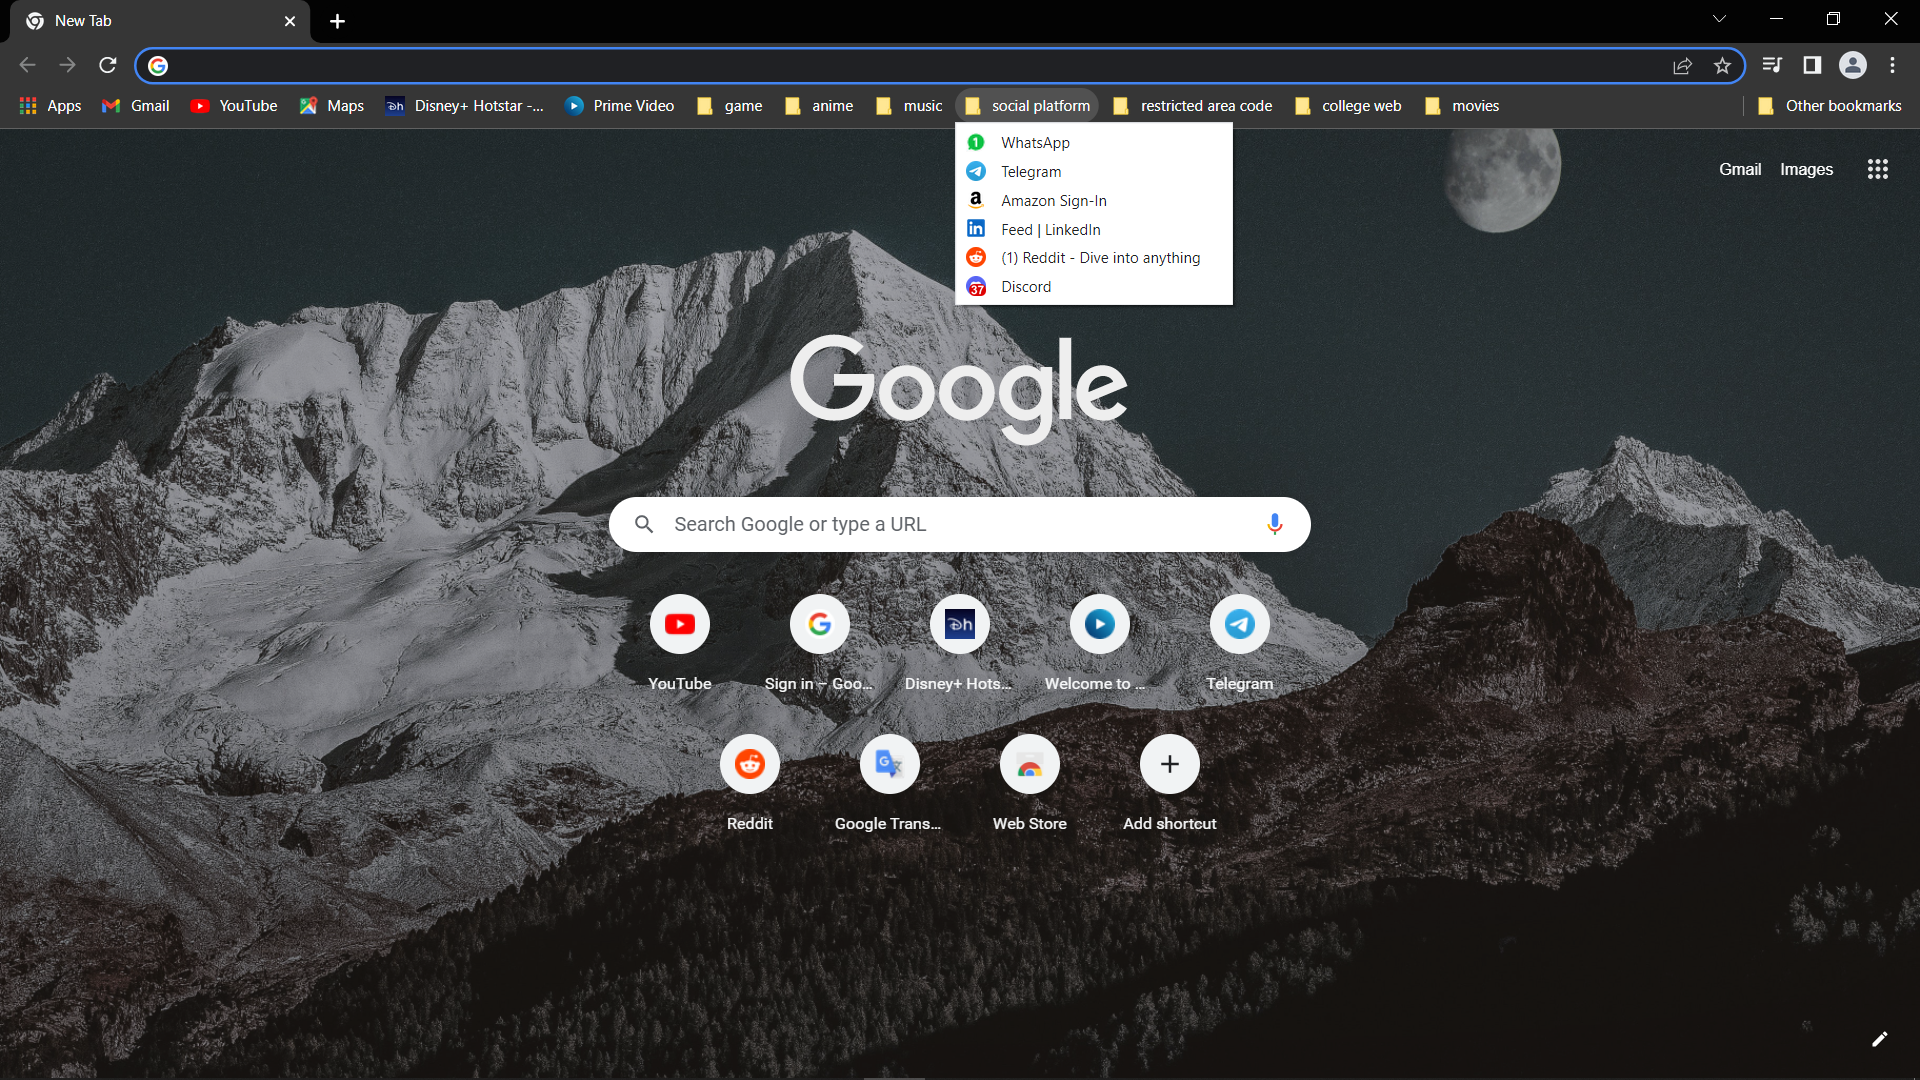 New Tab
Apps Gmail YouTube Maps Disney+ Hotstar -... Prime Video game anime music social platform restricted area code college web movies Other bookmarks
1 WhatsApp
Telegram
Amazon Sign-In
Feed | LinkedIn
(1) Reddit - Dive into anything
37 Discord
Gmail Images
Google
Search Google or type a URL
YouTube Sign in – Goo... Disney+ Hots... Welcome to ... Telegram
Reddit Google Trans... Web Store Add shortcut